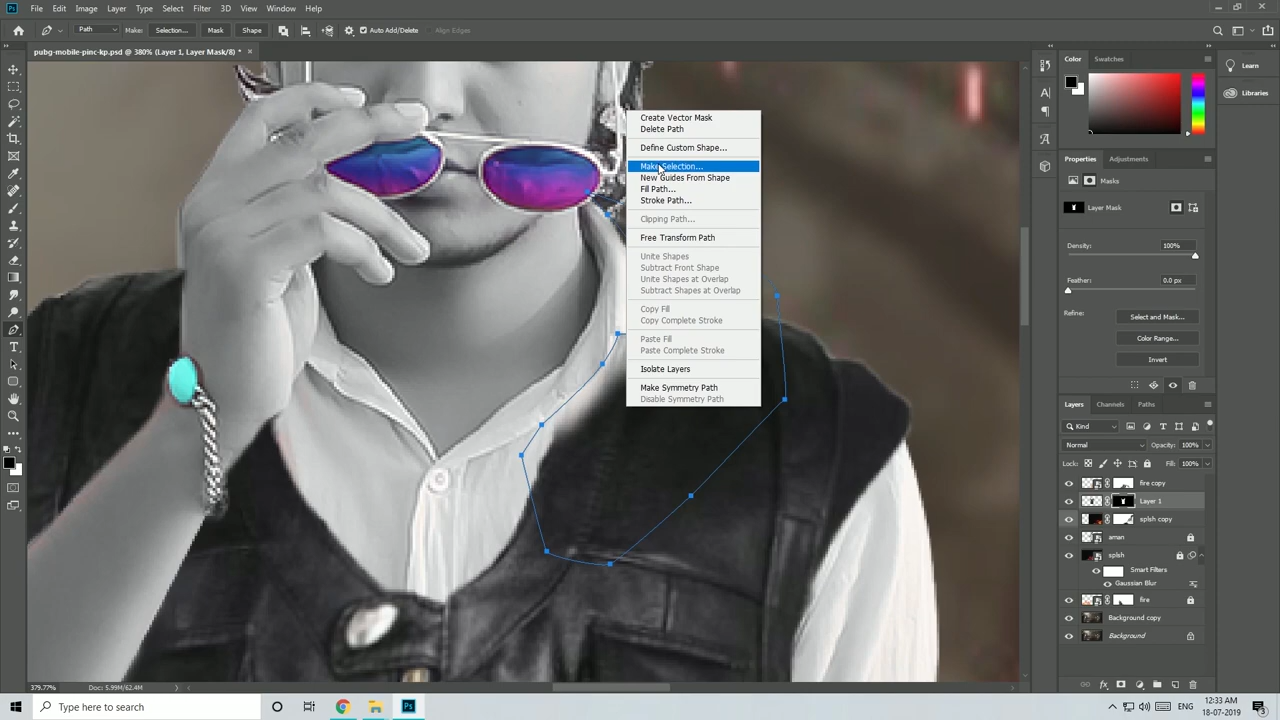 Ps File Edit Image Layer Type Select Filter 3D View Window Help
Path Make: Selection... Mask Shape Auto Add/Delete Align Edges
pubg-mobile-pinc-kp.psd @ 380% (Layer 1, Layer Mask/8) *
Create Vector Mask
Delete Path
Define Custom Shape...
Make Selection...
New Guides From Shape
Fill Path...
Stroke Path...
Clipping Path...
Free Transform Path
Unite Shapes
Subtract Front Shape
Unite Shapes at Overlap
Subtract Shapes at Overlap
Copy Fill
Copy Complete Stroke
Paste Fill
Paste Complete Stroke
Isolate Layers
Make Symmetry Path
Disable Symmetry Path
Color Swatches
Learn
Libraries
Properties Adjustments
Masks
Layer Mask
Density: 100%
Feather: 0.0 px
Refine: Select and Mask...
Color Range...
Invert
Layers Channels Paths
Kind
Normal Opacity: 100%
Lock: Fill: 100%
fire copy
Layer 1
splsh copy
aman
splsh
Smart Filters
Gaussian Blur
fire
Background copy
Background
379.77% Doc: 5.99M/62.4M
Type here to search
Ps
ENG
12:33 AM
18-07-2019
3